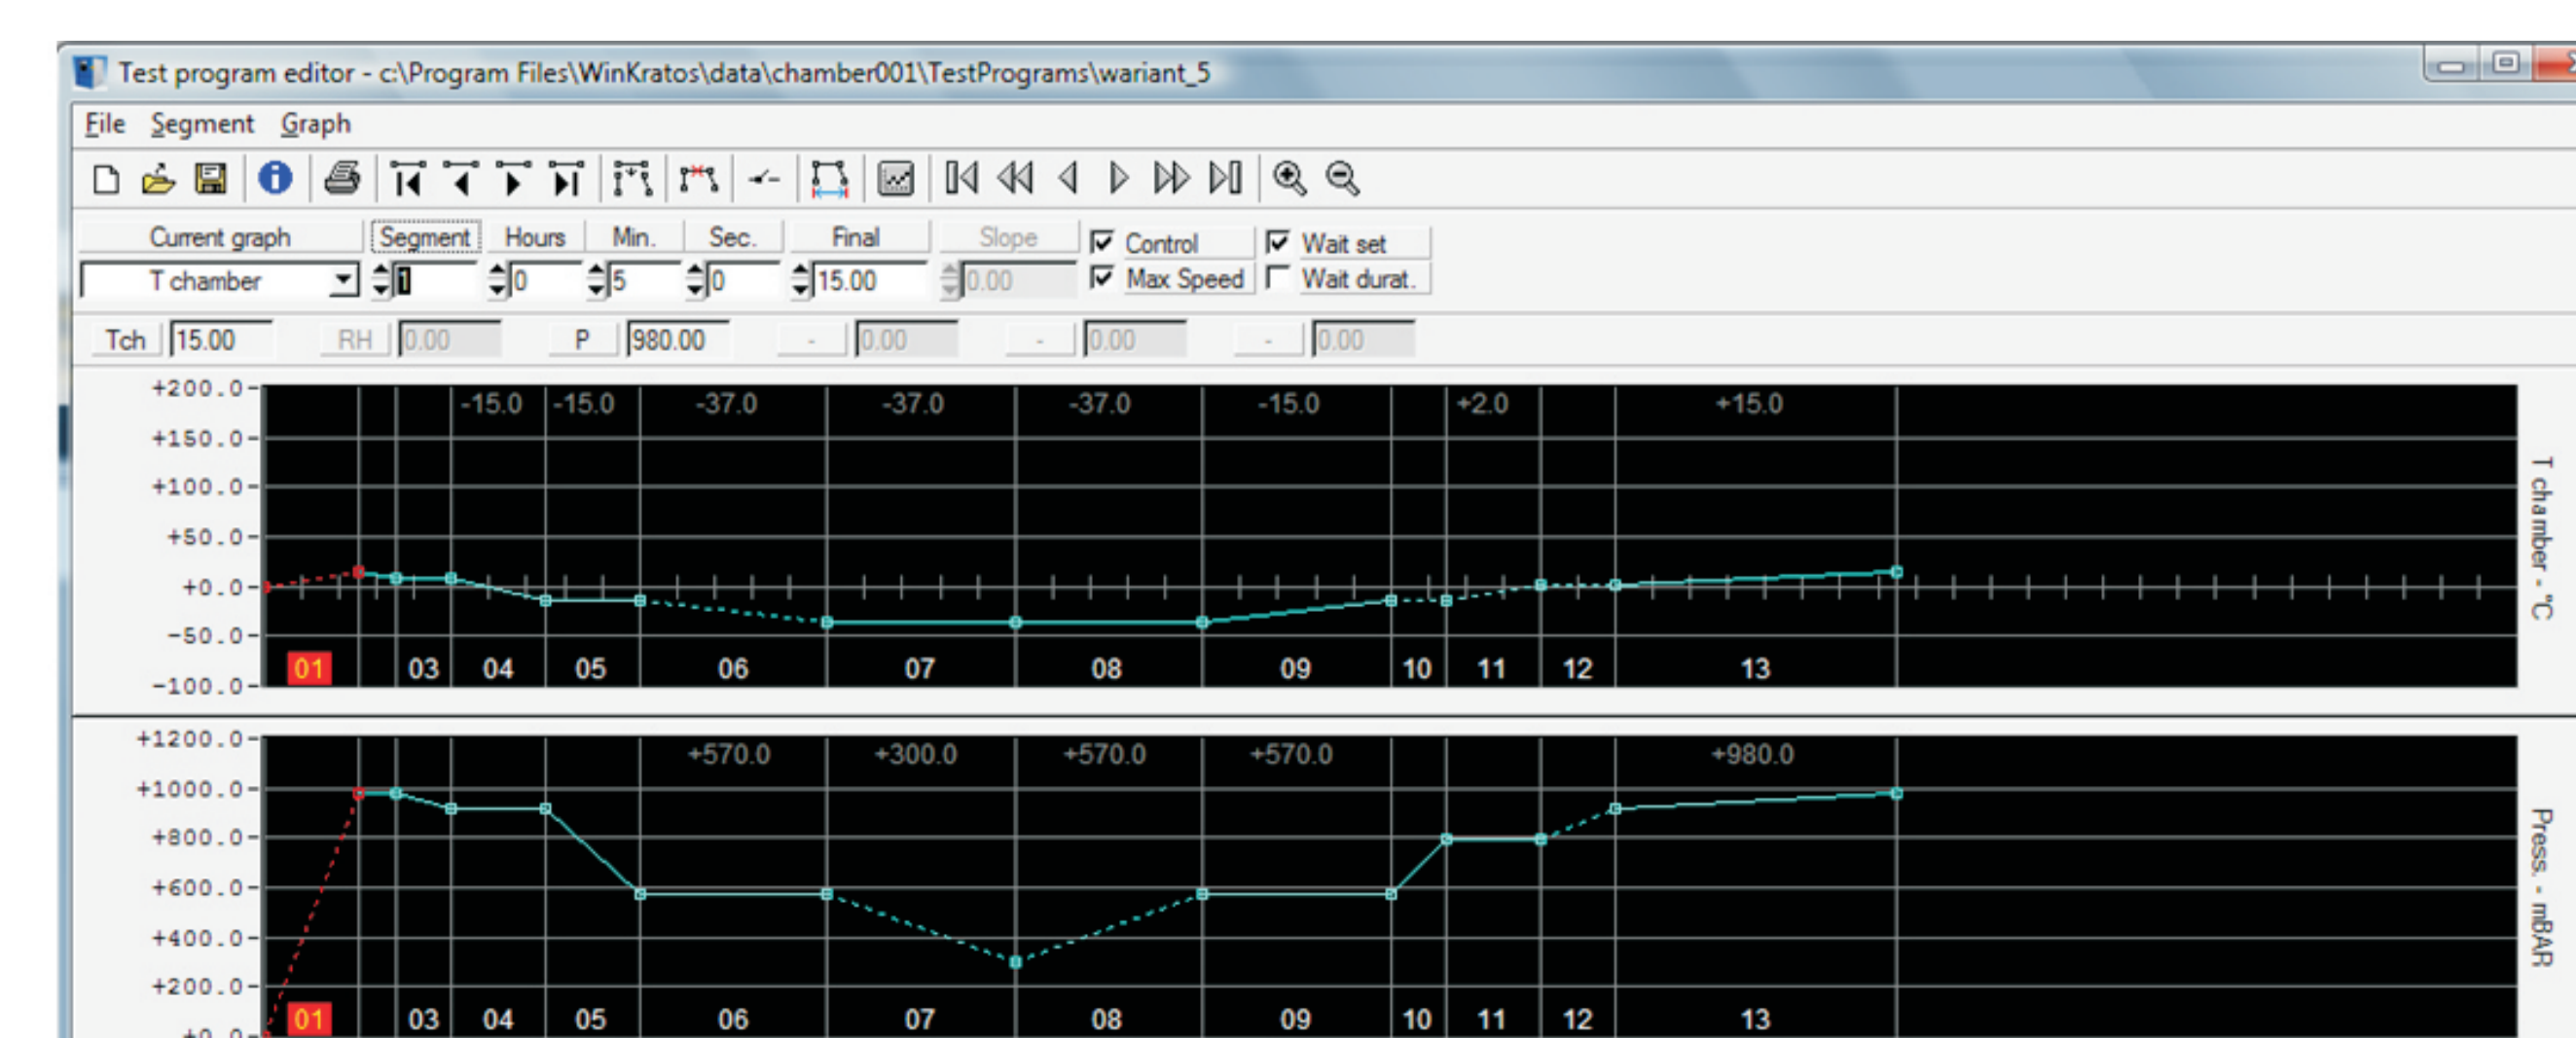 Test program editor - c:\Program Files\WinKratos\data\chamber001\TestPrograms\wariant_5
File Segment Graph
Current graph Segment Hours Min. Sec. Final Slope Control Wait set
T chamber 1 0 5 0 15.00 0.00 Max Speed Wait durat.
Tch 15.00 RH 0.00 P 980.00 - 0.00 - 0.00 - 0.00
+200.0
-15.0 -15.0 -37.0 -37.0 -37.0 -15.0 +2.0 +15.0
+150.0
+100.0
+50.0
+0.0
-50.0
-100.0
01 03 04 05 06 07 08 09 10 11 12 13
T chamber - °C
+1200.0
+570.0 +300.0 +570.0 +570.0 +980.0
+1000.0
+800.0
+600.0
+400.0
+200.0
+0.0
01 03 04 05 06 07 08 09 10 11 12 13
Press. - mBAR